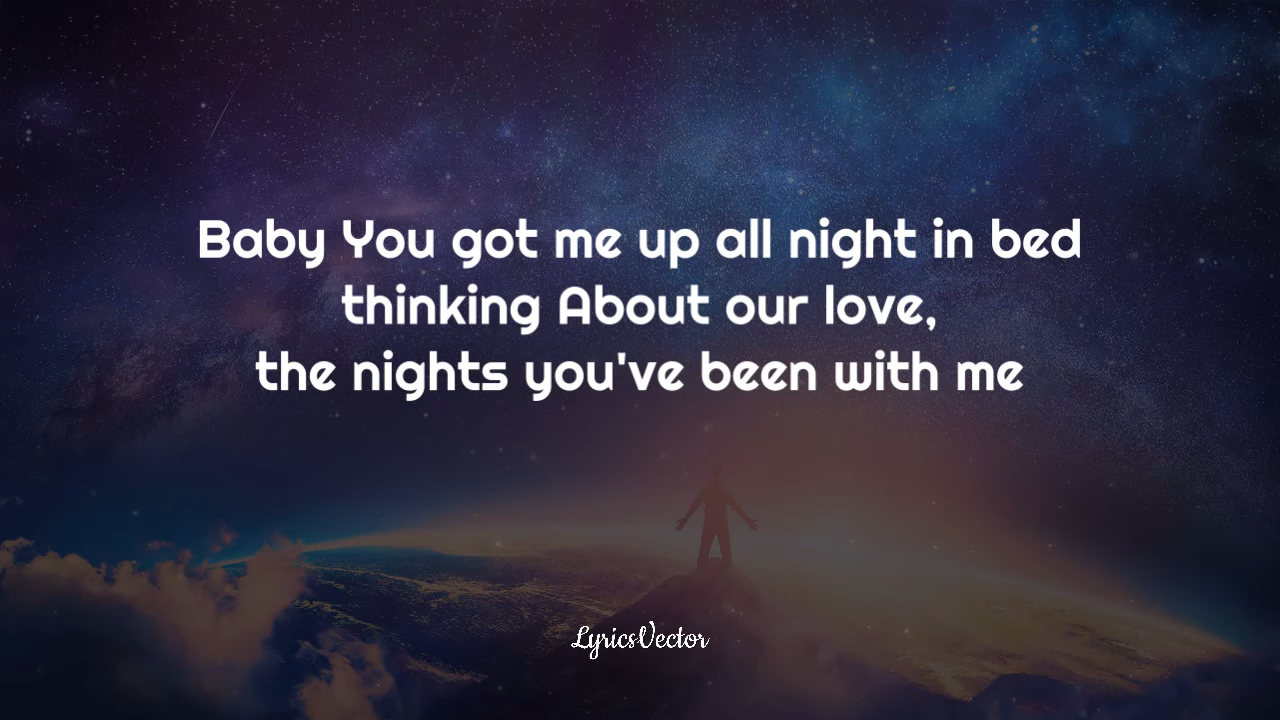 Baby You got me up all night in bed
thinking About our love,
the nights you've been with me
LyricsVector